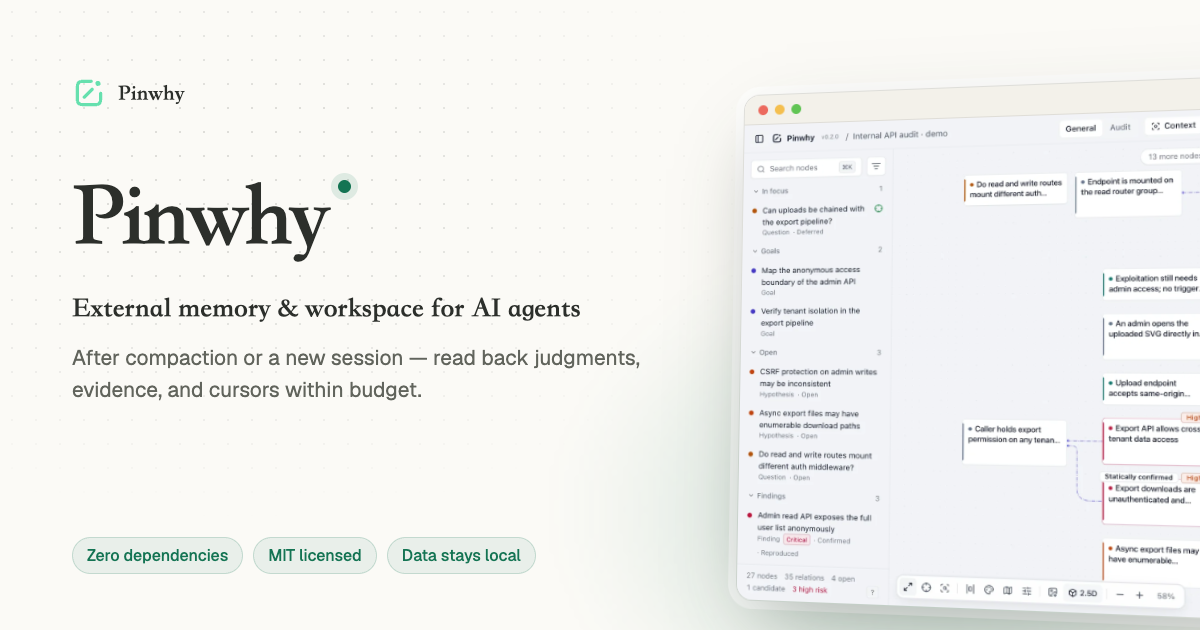 Pinwhy
Pinwhy
External memory & workspace for AI agents
After compaction or a new session — read back judgments,
evidence, and cursors within budget.
Zero dependencies
MIT licensed
Data stays local
Pinwhy v0.2.0 / Internal API audit · demo
General Audit Context
Search nodes ⌘K
13 more nodes
In focus 1
Can uploads be chained with
the export pipeline?
Question · Deferred
Goals 2
Map the anonymous access
boundary of the admin API
Goal
Verify tenant isolation in the
export pipeline
Goal
Open 3
CSRF protection on admin writes
may be inconsistent
Hypothesis · Open
Async export files may have
enumerable download paths
Hypothesis · Open
Do read and write routes mount
different auth middleware?
Question · Open
Findings 3
Admin read API exposes the full
user list anonymously
Finding Critical · Confirmed
· Reproduced
27 nodes 35 relations 4 open
1 candidate 3 high risk ?
Do read and write routes
mount different auth...
Endpoint is mounted on
the read router group...
Exploitation still needs
admin access; no trigger...
An admin opens the
uploaded SVG directly in
Upload endpoint
accepts same-origin...
Caller holds export
permission on any tenan...
High
Export API allows cross
tenant data access
Statically confirmed High
Export downloads are
unauthenticated and...
Async export files may
have enumerable...
2.5D − + 58%